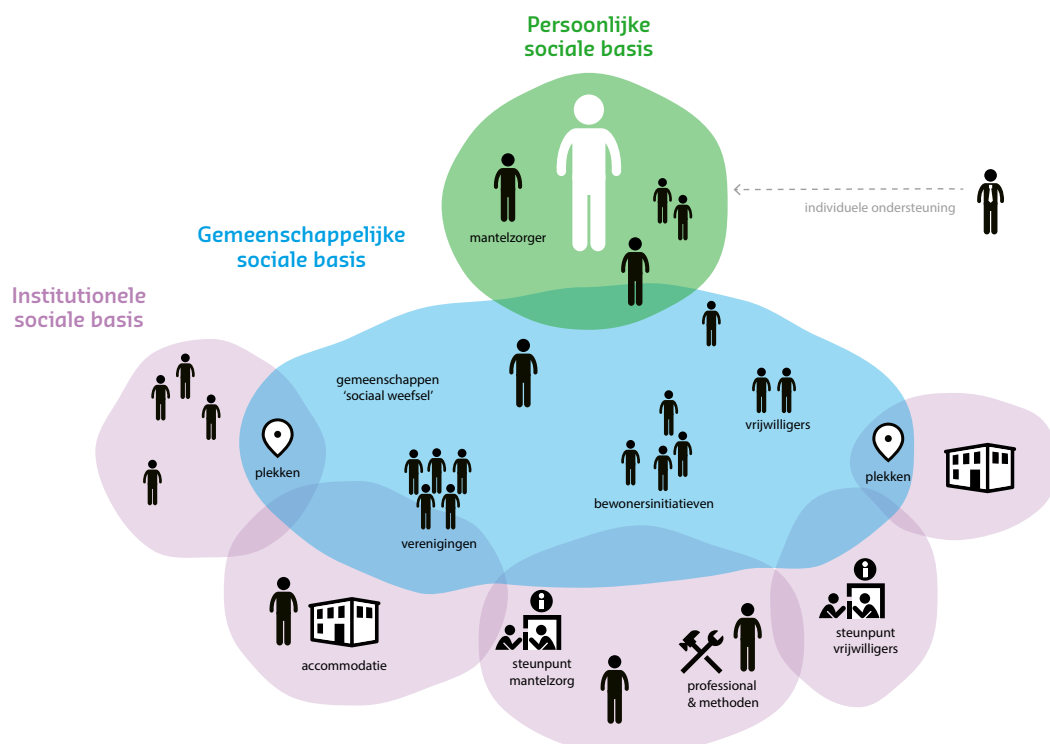 Persoonlijke
sociale basis
mantelzorger
individuele ondersteuning
Gemeenschappelijke
sociale basis
Institutionele
sociale basis
gemeenschappen
‘sociaal weefsel’
vrijwilligers
plekken
plekken
bewonersinitiatieven
verenigingen
accommodatie
steunpunt
mantelzorg
professional
& methoden
steunpunt
vrijwilligers